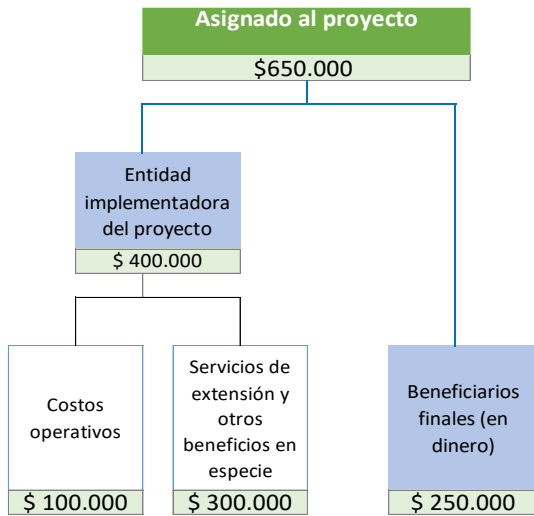 Asignado al proyecto
$650.000
Entidad
implementadora
del proyecto
$ 400.000
Costos
operativos
$ 100.000
Servicios de
extensión y
otros
beneficios en
especie
$ 300.000
Beneficiarios
finales (en
dinero)
$ 250.000